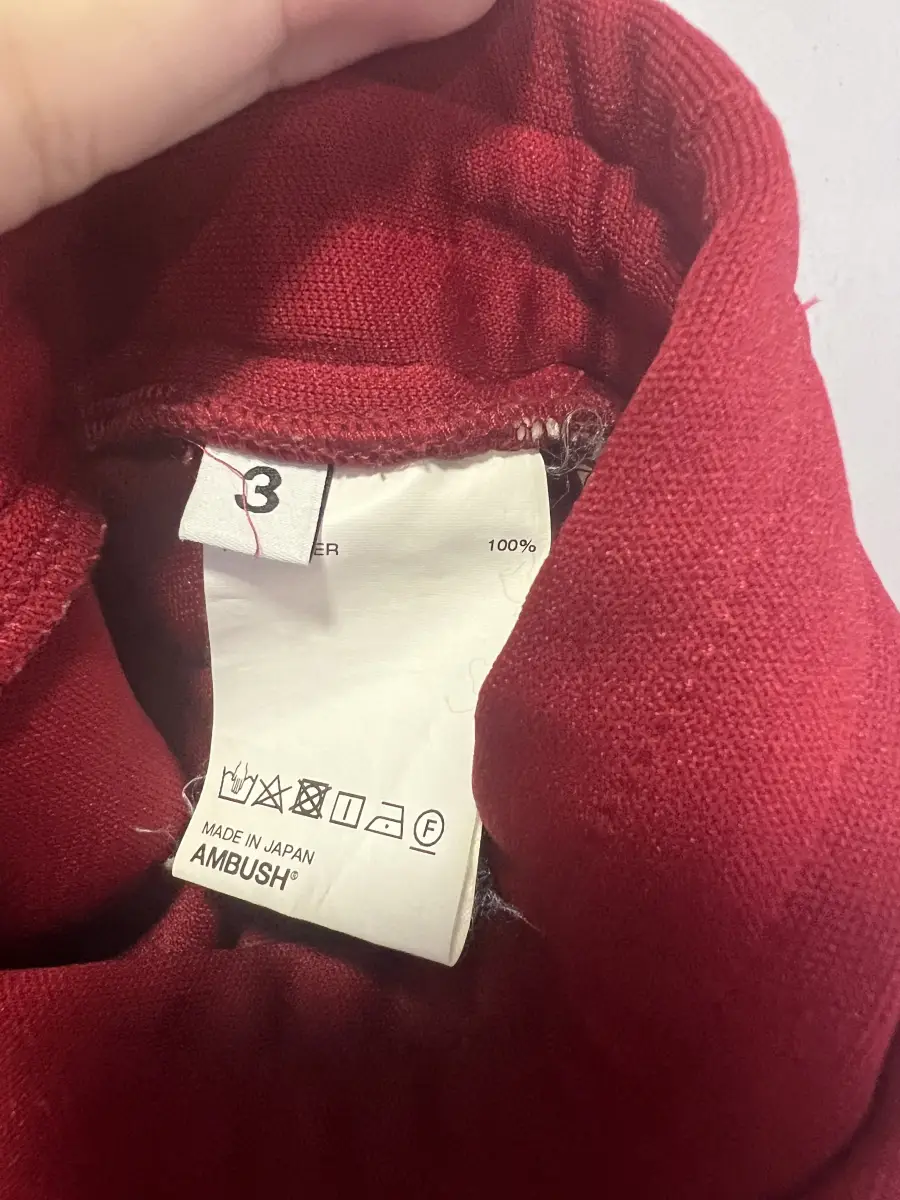 3
ER 100%
F
MADE IN JAPAN
AMBUSH®